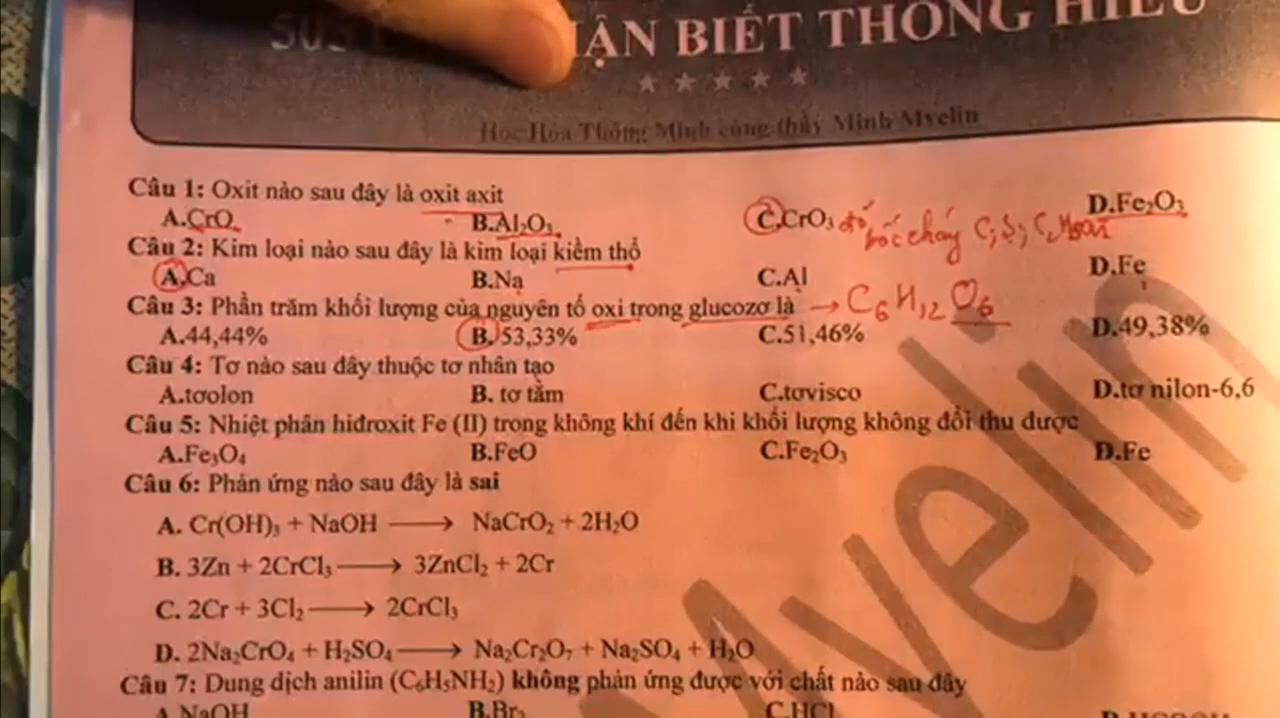 505
ẬN BIẾT THÔNG HIỂU
Học Hóa Thông Minh cùng thầy Minh Myelin
Câu 1: Oxit nào sau đây là oxit axit
A.CrO B.Al₂O₃ C.CrO₃ bốc cháy C, S, D.Fe₂O₃
Câu 2: Kim loại nào sau đây là kim loại kiềm thổ
A.Ca B.Na C.Al D.Fe
Câu 3: Phần trăm khối lượng của nguyên tố oxi trong glucozơ là → C₆H₁₂O₆
A.44,44% B. 53,33% C.51,46% D.49,38%
Câu 4: Tơ nào sau đây thuộc tơ nhân tạo
A.tơolon B. tơ tằm C.tơvisco D.tơ nilon-6,6
Câu 5: Nhiệt phân hiđroxit Fe (II) trong không khí đến khi khối lượng không đổi thu được
A.Fe₃O₄ B.FeO C.Fe₂O₃ D.Fe
Câu 6: Phản ứng nào sau đây là sai
A. Cr(OH)₃ + NaOH ⟶ NaCrO₂ + 2H₂O
B. 3Zn + 2CrCl₃ ⟶ 3ZnCl₂ + 2Cr
C. 2Cr + 3Cl₂ ⟶ 2CrCl₃
D. 2Na₂CrO₄ + H₂SO₄ ⟶ Na₂Cr₂O₇ + Na₂SO₄ + H₂O
Câu 7: Dung dịch anilin (C₆H₅NH₂) không phản ứng được với chất nào sau đây
A.NaOH B.Br₂ C.HCl D.HCOOH
Myelin